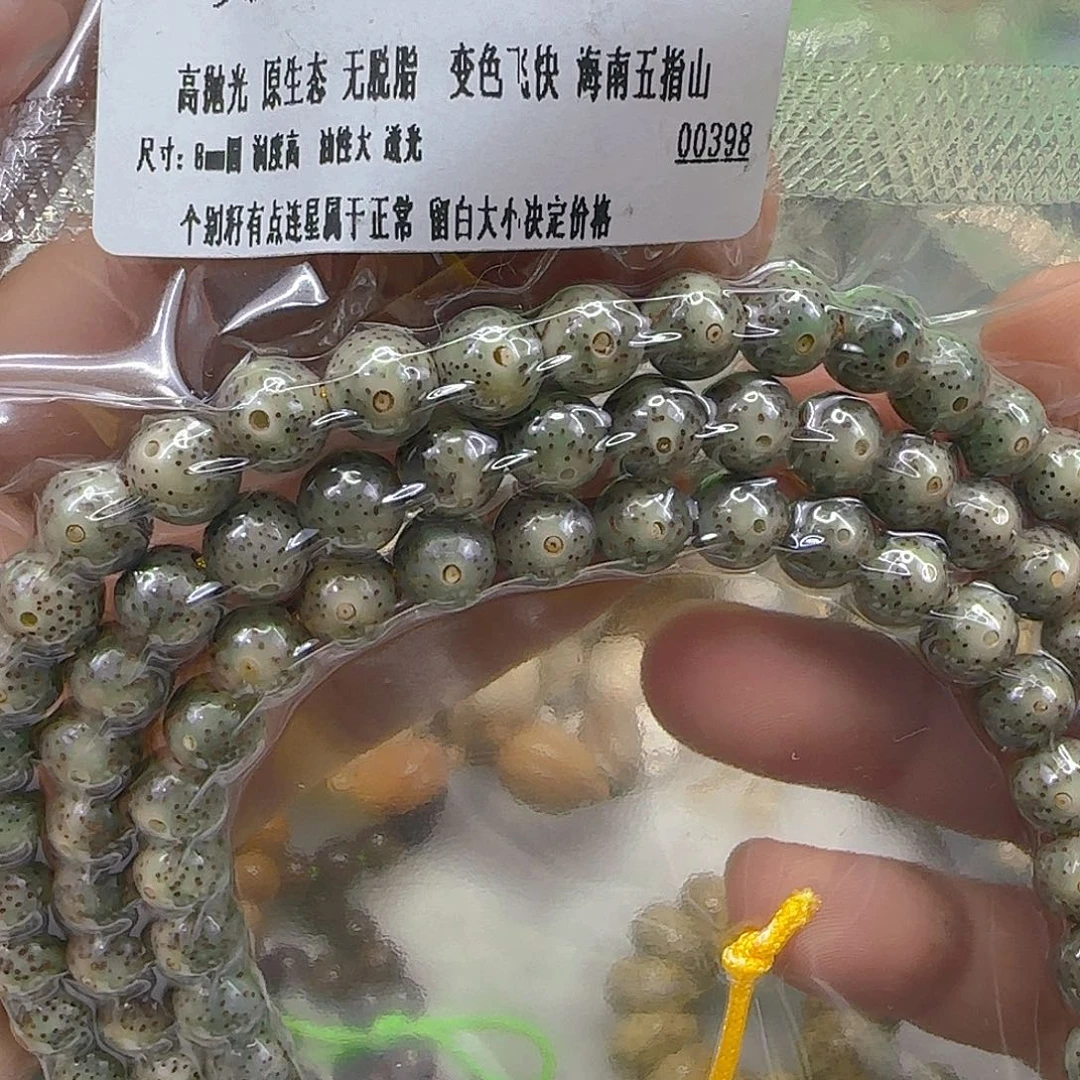 高抛光 原生态 无脱脂 变色飞快 海南五指山
尺寸：8mm圆 润度高 油性大 透光
00398
个别籽有点连星属于正常 留白大小决定价格